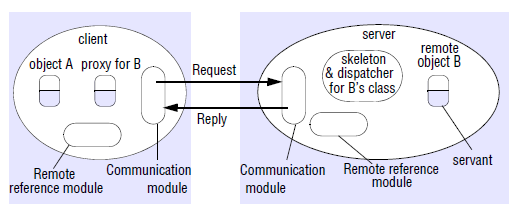 client
object A proxy for B
Request
Reply
Remote
reference module
Communication
module
server
skeleton
& dispatcher
for B's class
remote
object B
Communication
module
Remote reference
module
servant